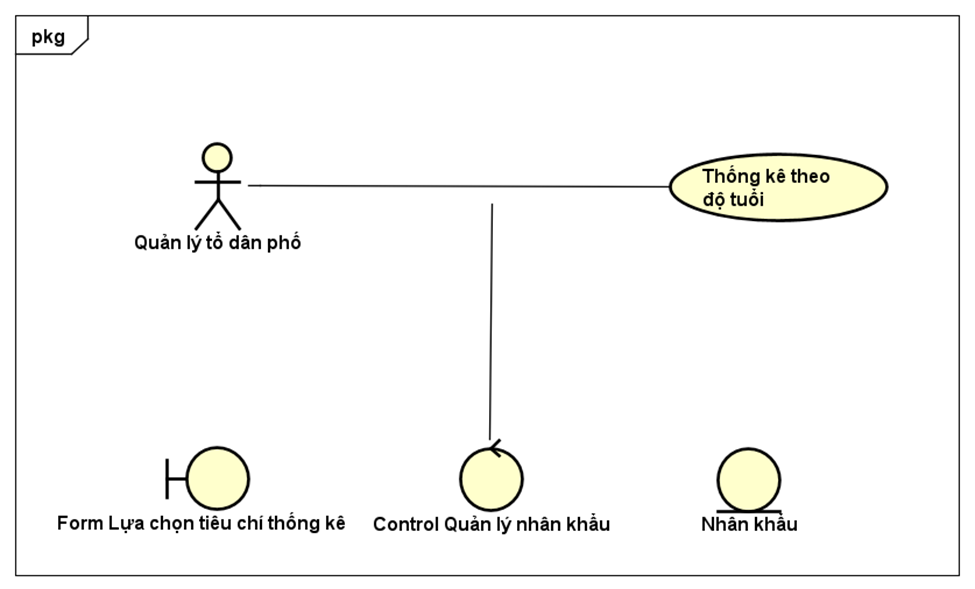 pkg
Thống kê theo
độ tuổi
Quản lý tổ dân phố
Form Lựa chọn tiêu chí thống kê
Control Quản lý nhân khẩu
Nhân khẩu